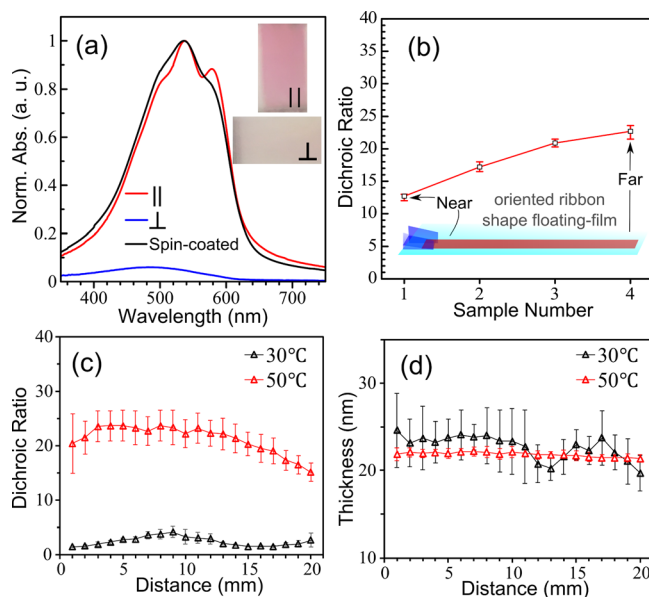 (a)
Norm. Abs. (a. u.)
1
0.8
0.6
0.4
0.2
0
||
⊥
||
⊥
Spin-coated
400 500 600 700
Wavelength (nm)
(b)
Dichroic Ratio
40
35
30
25
20
15
10
5
0
Near
oriented ribbon
shape floating-film
Far
1 2 3 4
Sample Number
(c)
30°C
50°C
Dichroic Ratio
40
30
20
10
0
0 5 10 15 20
Distance (mm)
(d)
30°C
50°C
Thickness (nm)
40
30
20
10
0 5 10 15 20
Distance (mm)